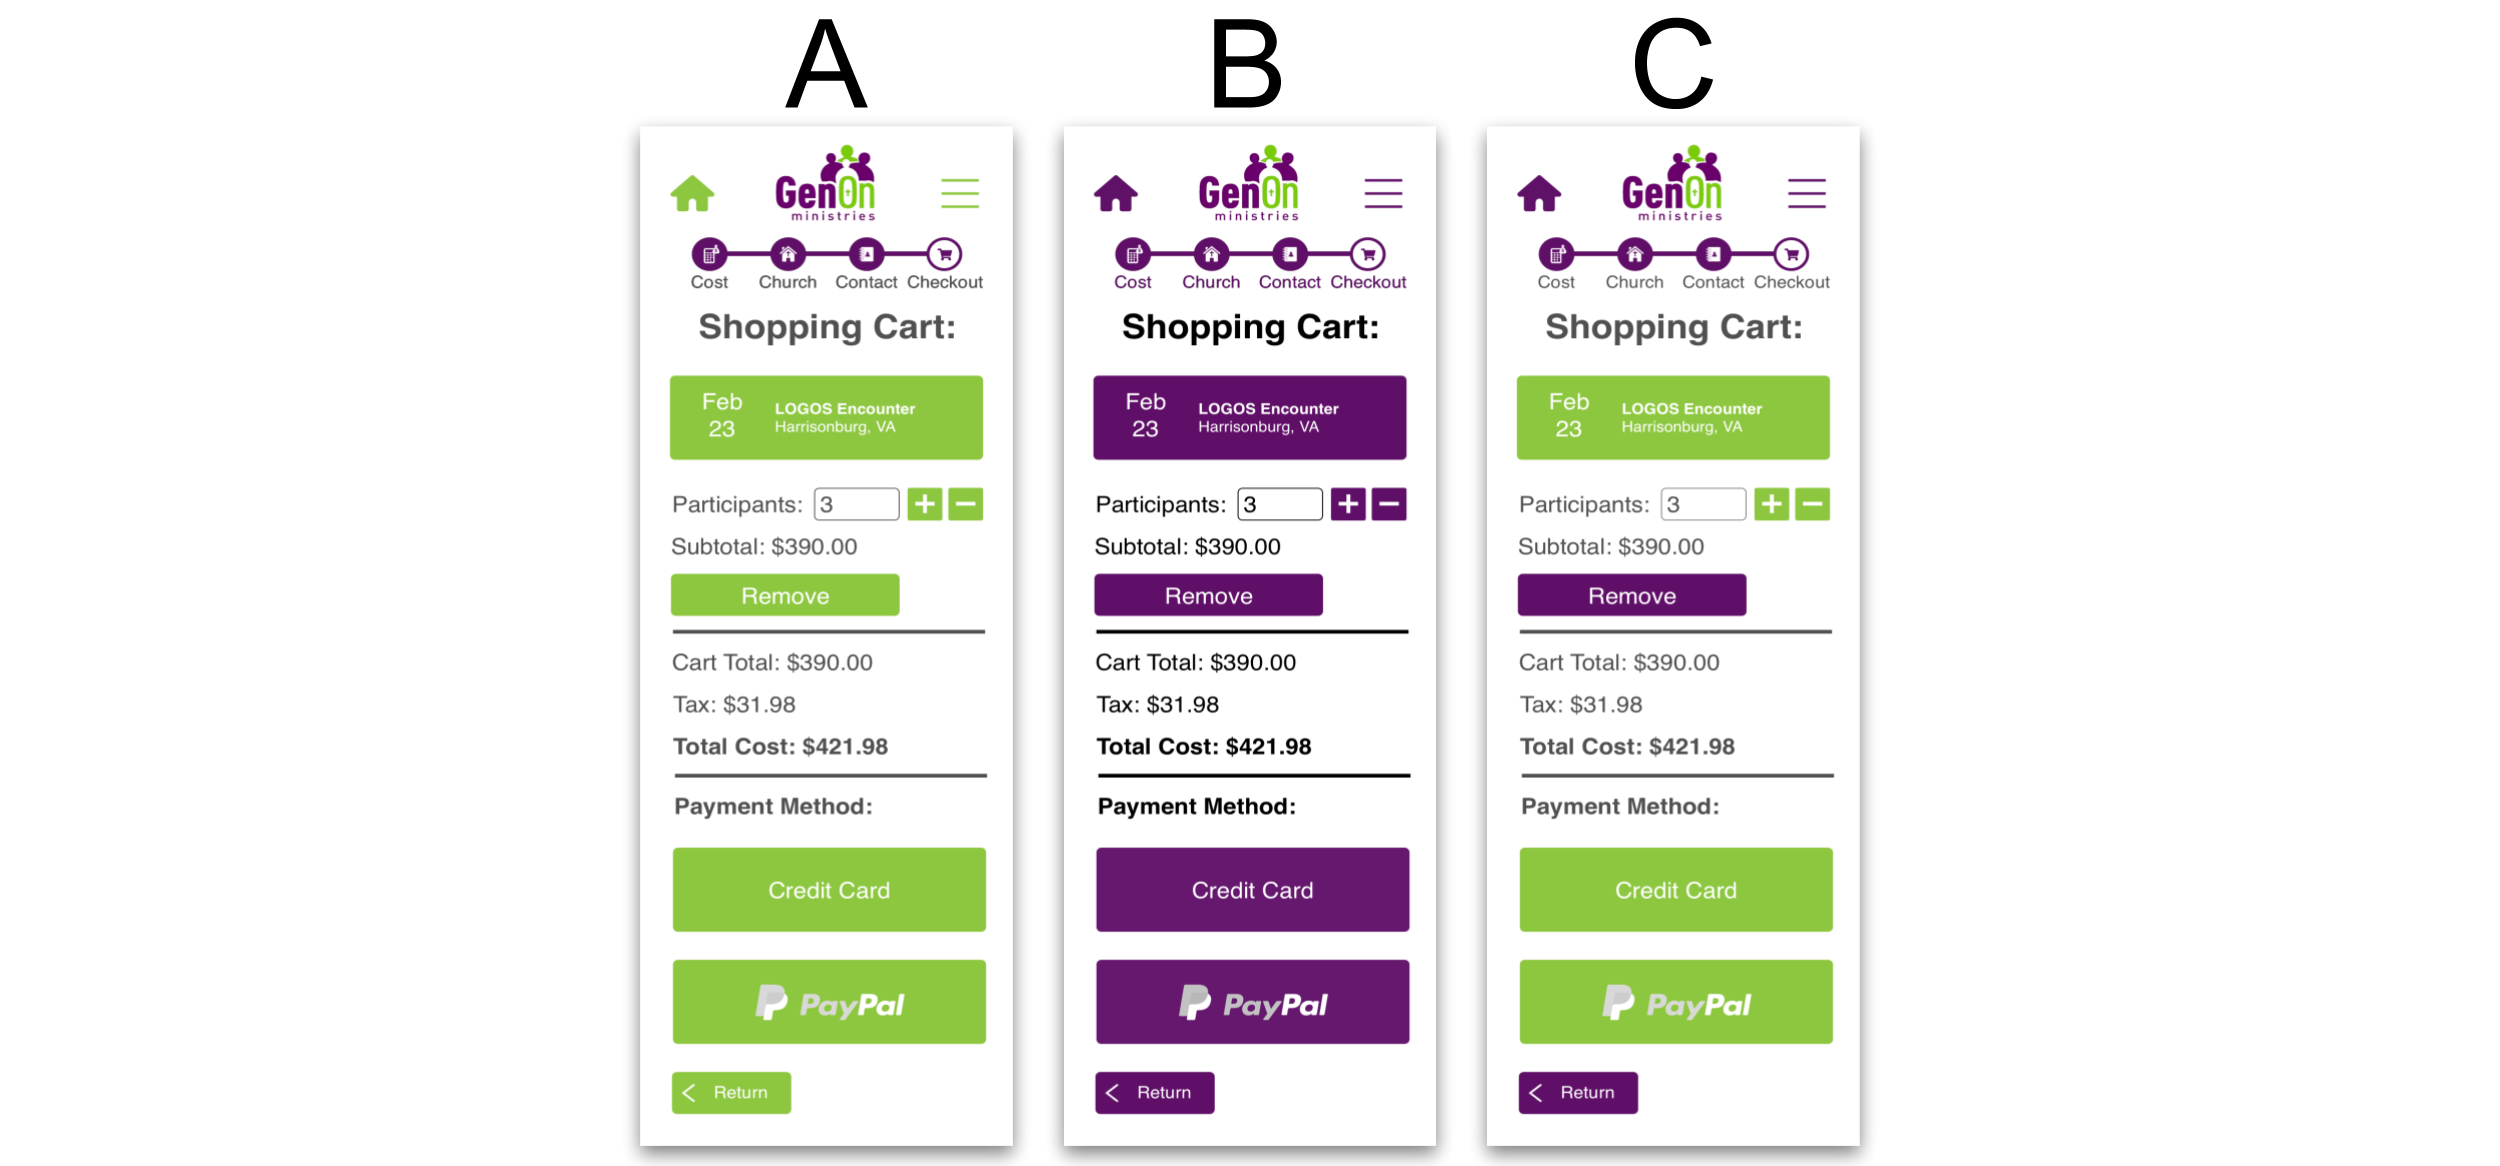 A
GenOn
ministries
Cost Church Contact Checkout
Shopping Cart:
Feb
23
LOGOS Encounter
Harrisonburg, VA
Participants: 3 + −
Subtotal: $390.00
Remove
Cart Total: $390.00
Tax: $31.98
Total Cost: $421.98
Payment Method:
Credit Card
PayPal
< Return
B
GenOn
ministries
Cost Church Contact Checkout
Shopping Cart:
Feb
23
LOGOS Encounter
Harrisonburg, VA
Participants: 3 + −
Subtotal: $390.00
Remove
Cart Total: $390.00
Tax: $31.98
Total Cost: $421.98
Payment Method:
Credit Card
PayPal
< Return
C
GenOn
ministries
Cost Church Contact Checkout
Shopping Cart:
Feb
23
LOGOS Encounter
Harrisonburg, VA
Participants: 3 + −
Subtotal: $390.00
Remove
Cart Total: $390.00
Tax: $31.98
Total Cost: $421.98
Payment Method:
Credit Card
PayPal
< Return